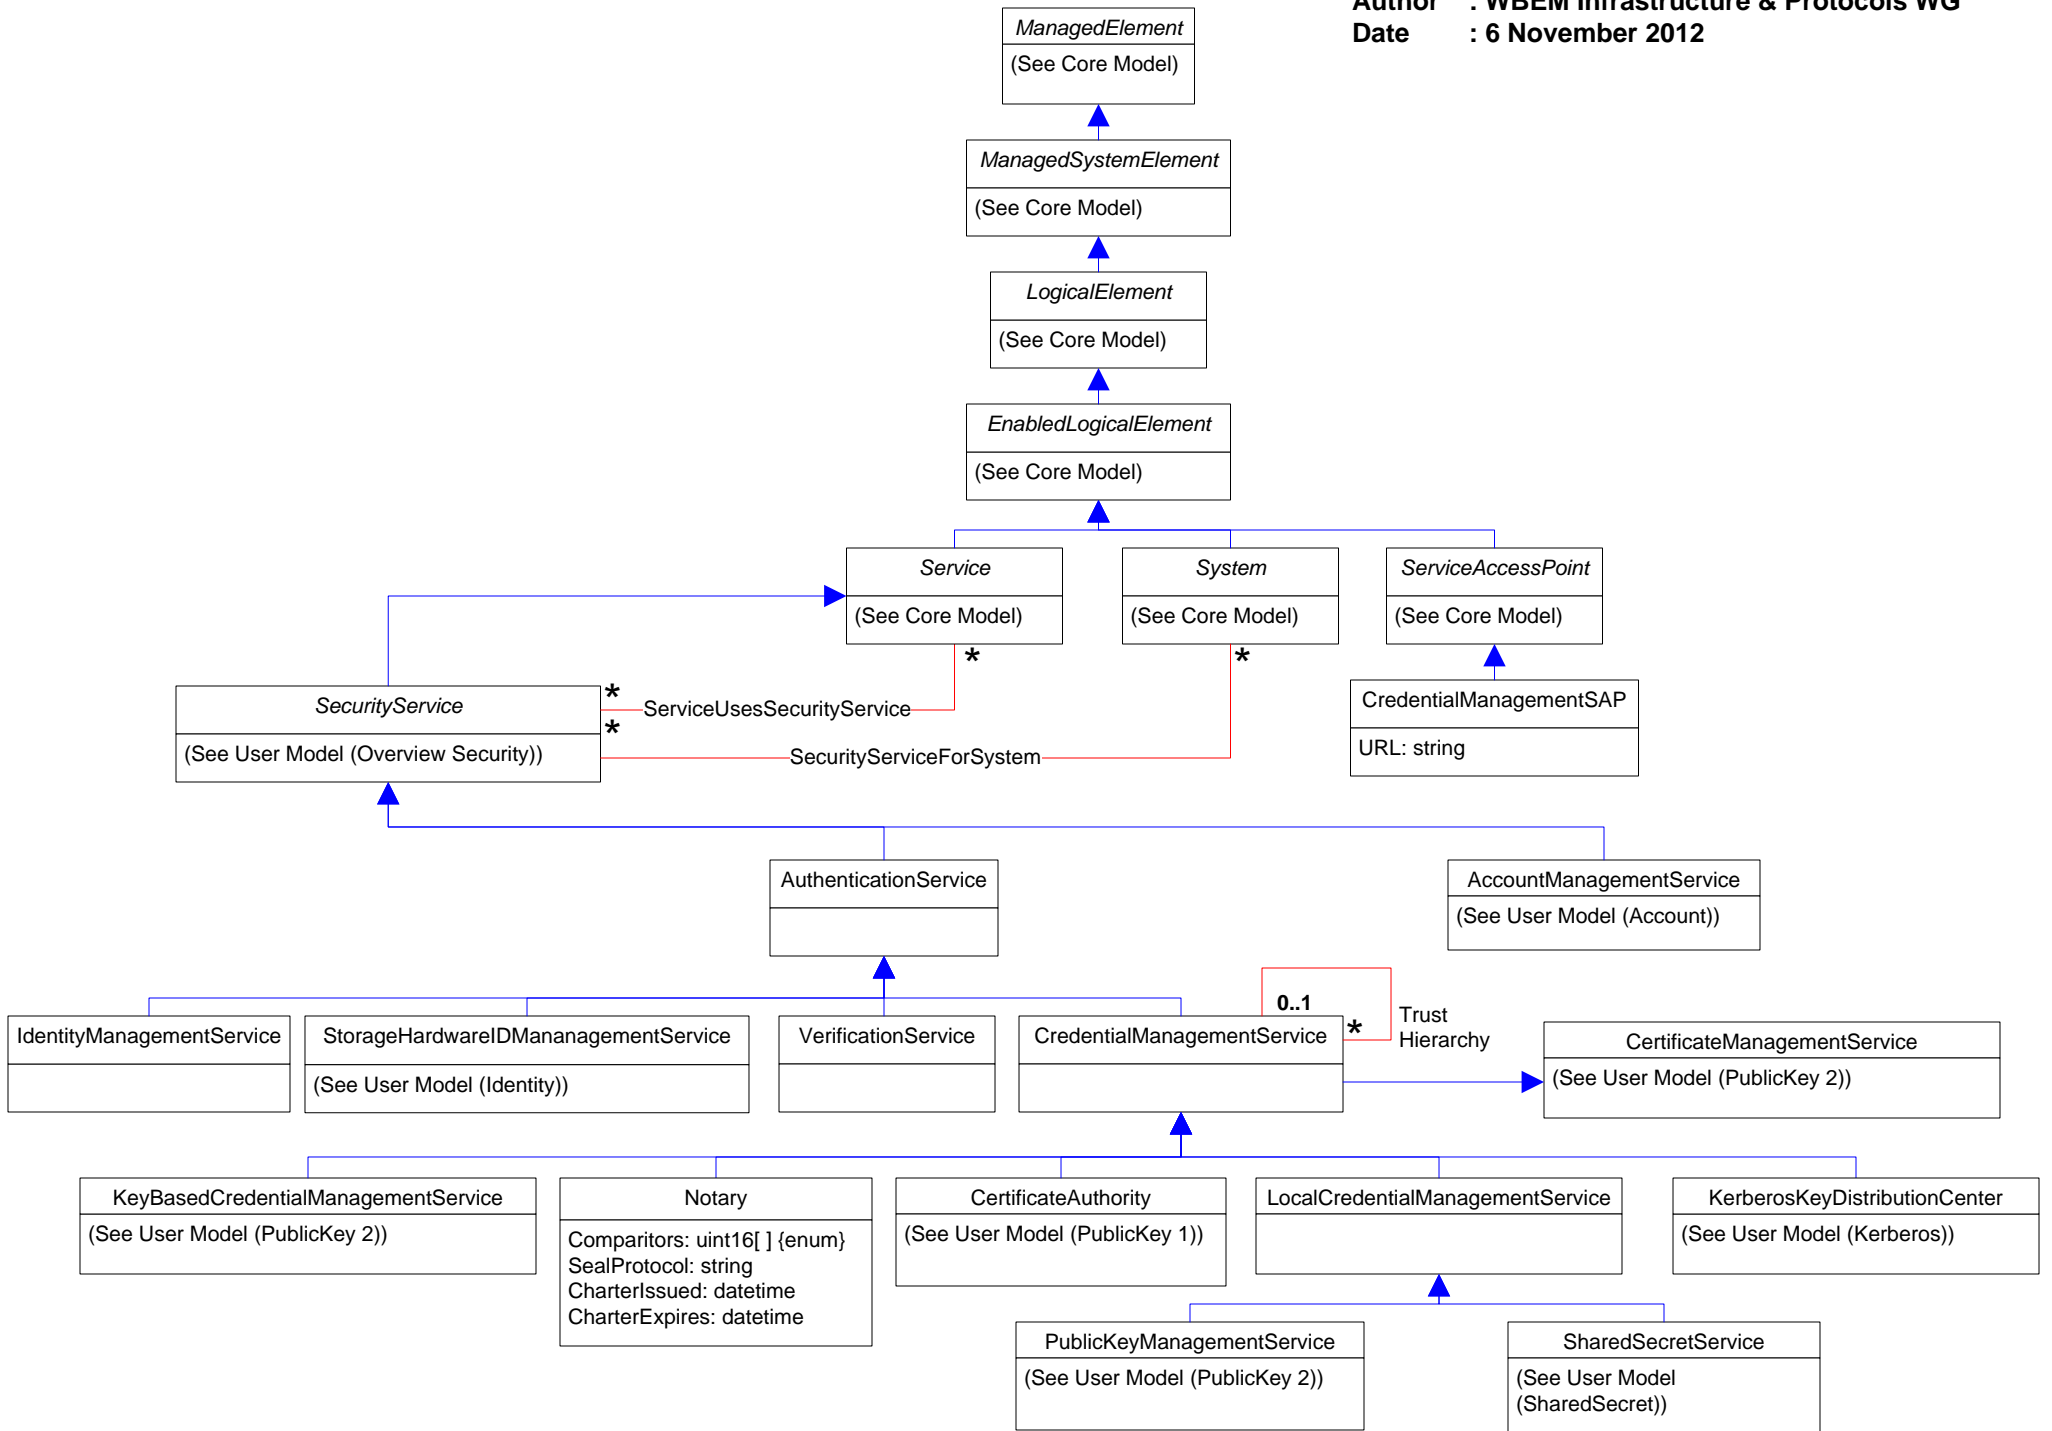 Author : WBEM Infrastructure & Protocols WG
Date : 6 November 2012
ManagedElement
(See Core Model)
ManagedSystemElement
(See Core Model)
LogicalElement
(See Core Model)
EnabledLogicalElement
(See Core Model)
Service
(See Core Model)
System
(See Core Model)
ServiceAccessPoint
(See Core Model)
*
*
SecurityService
(See User Model (Overview Security))
*
ServiceUsesSecurityService
*
SecurityServiceForSystem
CredentialManagementSAP
URL: string
AuthenticationService
AccountManagementService
(See User Model (Account))
IdentityManagementService
StorageHardwareIDMananagementService
(See User Model (Identity))
VerificationService
CredentialManagementService
0..1
*
Trust
Hierarchy
CertificateManagementService
(See User Model (PublicKey 2))
KeyBasedCredentialManagementService
(See User Model (PublicKey 2))
Notary
Comparitors: uint16[ ] {enum}
SealProtocol: string
CharterIssued: datetime
CharterExpires: datetime
CertificateAuthority
(See User Model (PublicKey 1))
LocalCredentialManagementService
KerberosKeyDistributionCenter
(See User Model (Kerberos))
PublicKeyManagementService
(See User Model (PublicKey 2))
SharedSecretService
(See User Model
(SharedSecret))